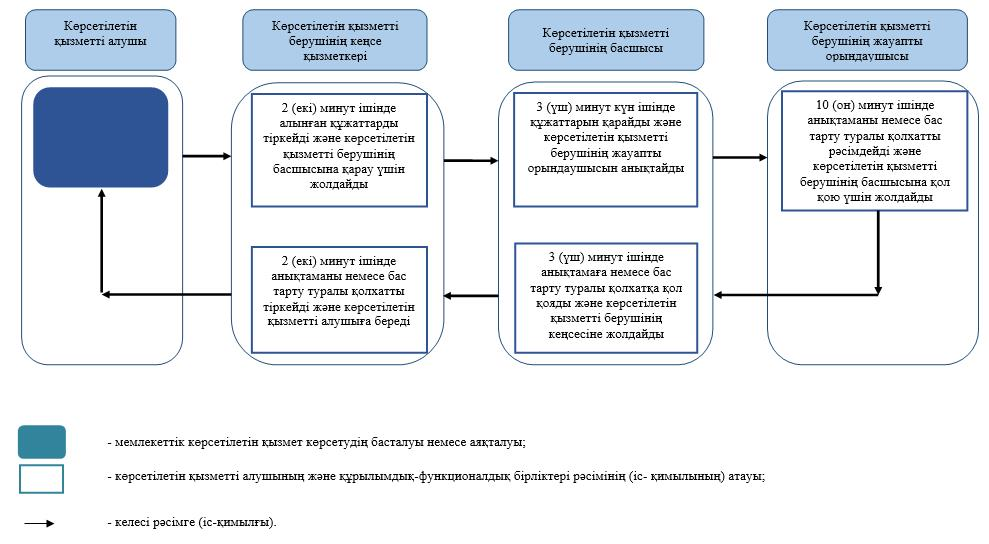 Көрсетілетін
қызметті алушы
Көрсетілетін қызметті
берушінің кеңсе
қызметкері
Көрсетілетін қызметті
берушінің басшысы
Көрсетілетін қызметті
берушінің жауапты
орындаушысы
2 (екі) минут ішінде
алынған құжаттарды
тіркейді және көрсетілетін
қызметті берушінің
басшысына қарау үшін
жолдайды
3 (үш) минут күн ішінде
құжаттарын қарайды және
көрсетілетін қызметті
берушінің жауапты
орындаушысын анықтайды
10 (он) минут ішінде
анықтаманы немесе бас
тарту туралы қолхатты
рәсімдейді және
көрсетілетін қызметті
берушінің басшысына қол
қою үшін жолдайды
2 (екі) минут ішінде
анықтаманы немесе бас
тарту туралы қолхатты
тіркейді және көрсетілетін
қызметті алушыға береді
3 (үш) минут ішінде
анықтамаға немесе бас
тарту туралы қолхатқа қол
қояды және көрсетілетін
қызметті берушінің
кеңсесіне жолдайды
- мемлекеттік көрсетілетін қызмет көрсетудің басталуы немесе аяқталуы;
- көрсетілетін қызметті алушының және құрылымдық-функционалдық бірліктері рәсімінің (іс- қимылының) атауы;
- келесі рәсімге (іс-қимылғы).